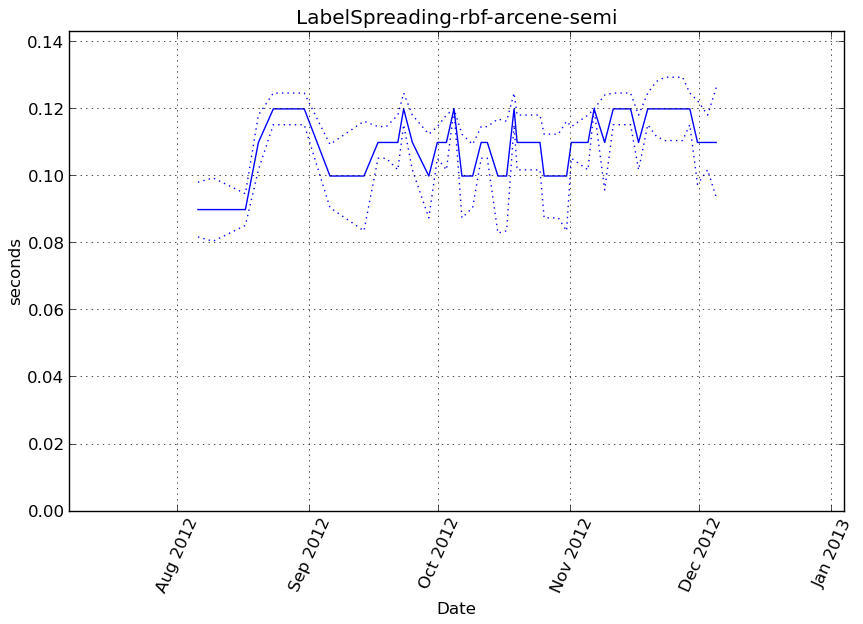 LabelSpreading-rbf-arcene-semi
0.14
0.12
0.10
0.08
0.06
0.04
0.02
0.00
seconds
Aug 2012
Sep 2012
Oct 2012
Nov 2012
Dec 2012
Jan 2013
Date